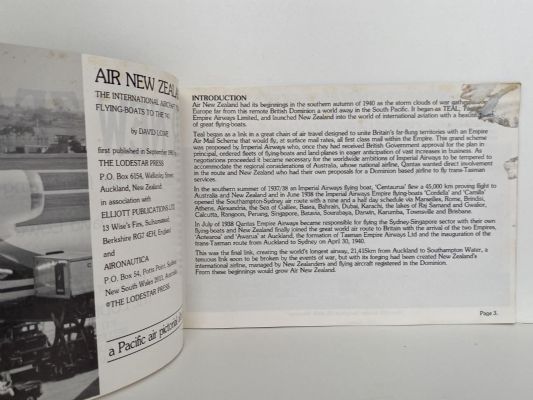 AIR NEW ZEALA
THE INTERNATIONAL AIRCRAFT
FLYING-BOATS TO THE '747
by DAVID LOWE
first published in September 198
THE LODESTAR PRESS
P.O. Box 6154, Wellesley Street,
Auckland, New Zealand
in association with
ELLIOTT PUBLICATIONS LTD
13 Wise's Firs, Sulhamstead,
Berkshire RG7 4EH, England
and
AIRONAUTICA
P.O. Box 54, Potts Point, Sydney
New South Wales 2011, Australia
©THE LODESTAR PRESS
a Pacific air pictorial
INTRODUCTION
Air New Zealand had its beginnings in the southern autumn of 1940 as the storm clouds of war gathe
Europe far from this remote British Dominion a world away in the South Pacific. It began as TEAL, T
Empire Airways Limited, and launched New Zealand into the world of international aviation with a beaut
of great flying-boats.
Teal began as a link in a great chain of air travel designed to unite Britain's far-flung territories with an Empire
Air Mail Scheme that would fly, at surface mail rates, all first class mail within the Empire. This grand scheme
was proposed by Imperial Airways who, once they had received British Government approval for the plan in
principal, ordered fleets of flying-boats and land-planes in eager anticipation of vast increases in business. As
negotiations proceeded it became necessary for the worldwide ambitions of Imperial Airways to be tempered to
accommodate the regional considerations of Australia, whose national airline, Qantas wanted direct involvement
in the route and New Zealand who had their own proposals for a Dominion based airline to fly trans-Tasman
services.
In the southern summer of 1937/38 an Imperial Airways flying boat, 'Centaurus' flew a 45,000 km proving flight to
Australia and New Zealand and in June 1938 the Imperial Airways Empire flying-boats 'Cordelia' and 'Camilla'
opened the Southampton-Sydney air route with a nine and a half day schedule via Marseilles, Rome, Brindisi,
Athens, Alexandria, the Sea of Galilee, Basra, Bahrain, Dubai, Karachi, the lakes of Raj Samand and Gwalior,
Calcutta, Rangoon, Penang, Singapore, Batavia, Sourabaya, Darwin, Karumba, Townsville and Brisbane.
In July of 1938 Qantas Empire Airways became responsible for flying the Sydney-Singapore sector with their own
flying boats and New Zealand finally joined the great world air route to Britain with the arrival of the two Empires,
'Aotearoa' and 'Awarua' at Auckland, the formation of Tasman Empire Airways Ltd and the inauguration of the
trans-Tasman route from Auckland to Sydney on April 30, 1940.
This was the final link, creating the world's longest airway, 21,415km from Auckland to Southampton Water, a
tenuous link soon to be broken by the events of war, but with its forging had been created New Zealand's
international airline, managed by New Zealanders and flying aircraft registered in the Dominion.
From these beginnings would grow Air New Zealand.
Page 3.